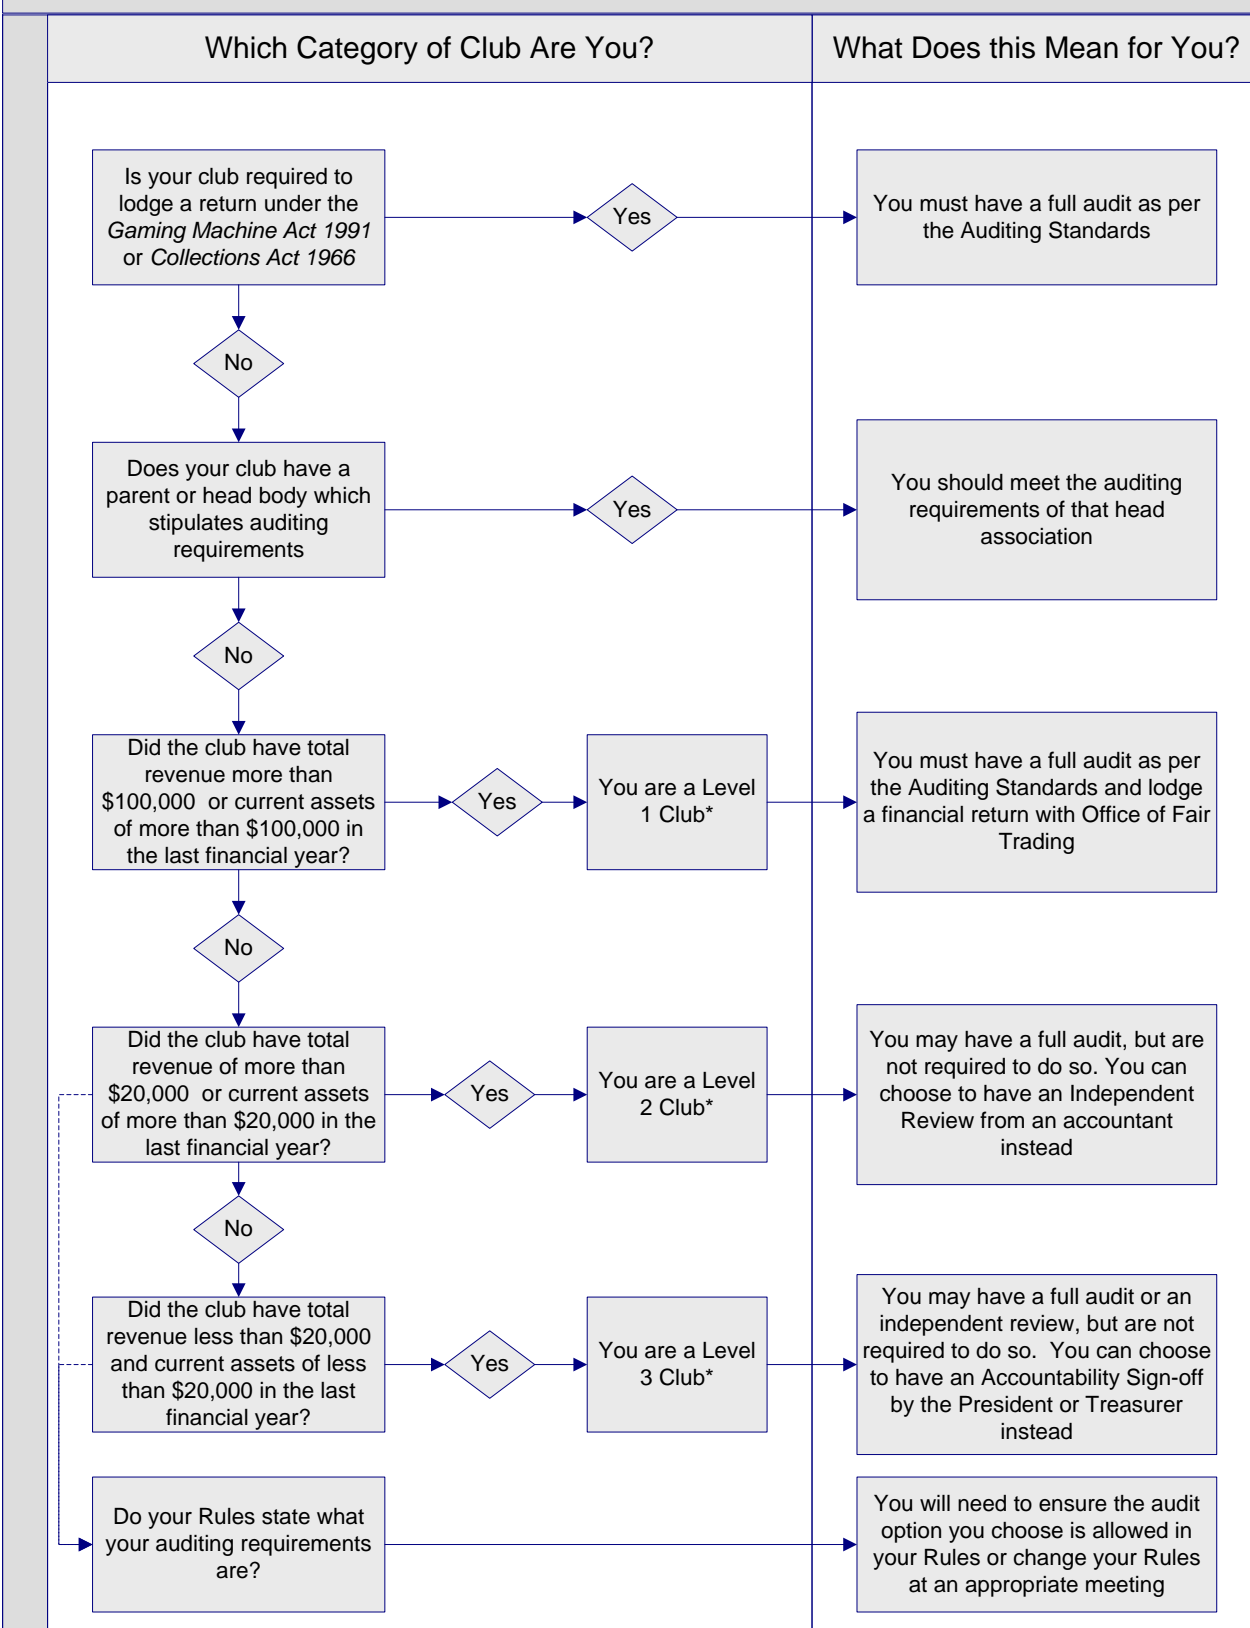 Which Category of Club Are You?
What Does this Mean for You?
Is your club required to
lodge a return under the
Gaming Machine Act 1991
or Collections Act 1966
Yes
You must have a full audit as per
the Auditing Standards
No
Does your club have a
parent or head body which
stipulates auditing
requirements
Yes
You should meet the auditing
requirements of that head
association
No
Did the club have total
revenue more than
$100,000  or current assets
of more than $100,000 in
the last financial year?
Yes
You are a Level
1 Club*
You must have a full audit as per
the Auditing Standards and lodge
a financial return with Office of Fair
Trading
No
Did the club have total
revenue of more than
$20,000  or current assets
of more than $20,000 in the
last financial year?
Yes
You are a Level
2 Club*
You may have a full audit, but are
not required to do so. You can
choose to have an Independent
Review from an accountant
instead
No
Did the club have total
revenue less than $20,000
and current assets of less
than $20,000 in the last
financial year?
Yes
You are a Level
3 Club*
You may have a full audit or an
independent review, but are not
required to do so.  You can choose
to have an Accountability Sign-off
by the President or Treasurer
instead
Do your Rules state what
your auditing requirements
are?
You will need to ensure the audit
option you choose is allowed in
your Rules or change your Rules
at an appropriate meeting